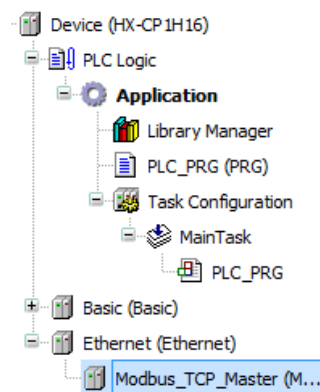 Device (HX-CP1H16)
PLC Logic
Application
Library Manager
PLC_PRG (PRG)
Task Configuration
MainTask
PLC_PRG
Basic (Basic)
Ethernet (Ethernet)
Modbus_TCP_Master (M...